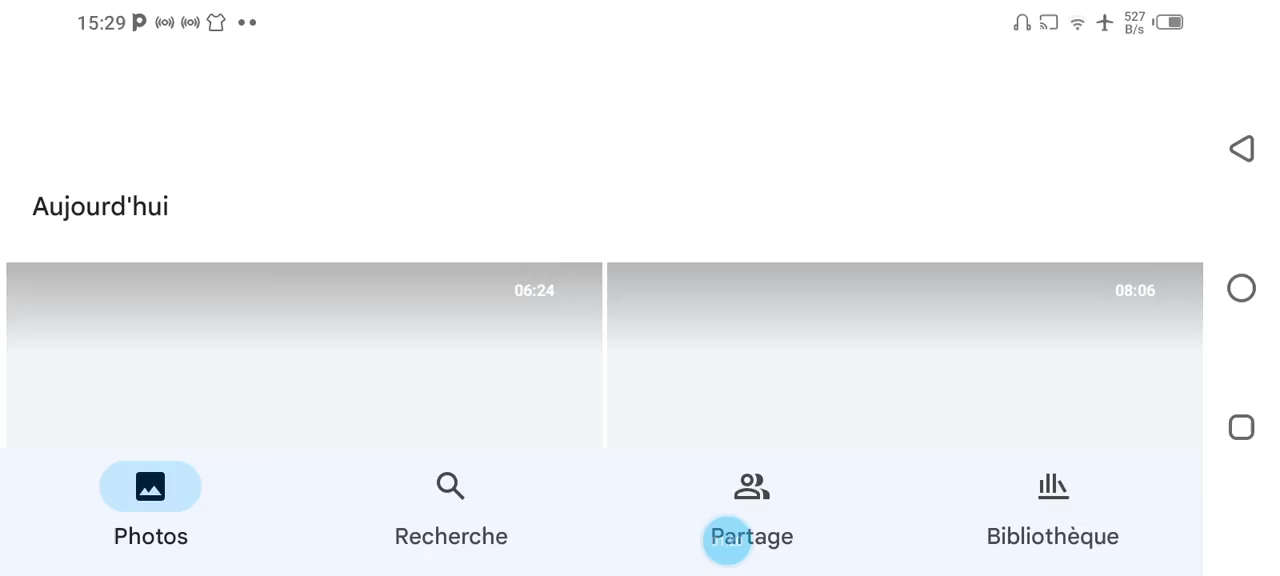 15:29
527
B/s
Aujourd'hui
06:24
08:06
Photos
Recherche
Partage
Bibliothèque